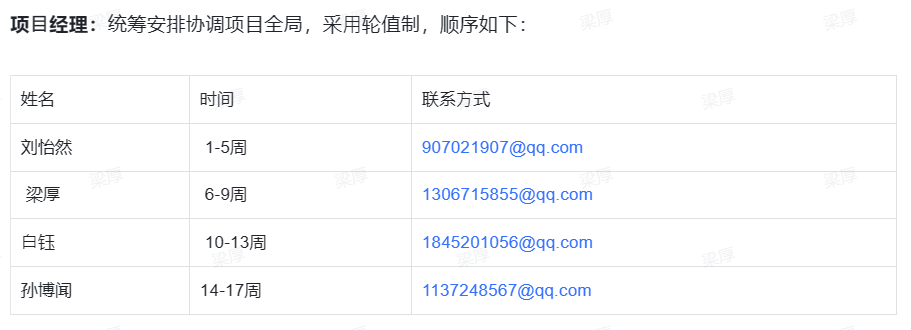 项目经理：统筹安排协调项目全局，采用轮值制，顺序如下：
姓名 时间 联系方式
刘怡然 1-5周 907021907@qq.com
梁厚 6-9周 1306715855@qq.com
白钰 10-13周 1845201056@qq.com
孙博闻 14-17周 1137248567@qq.com